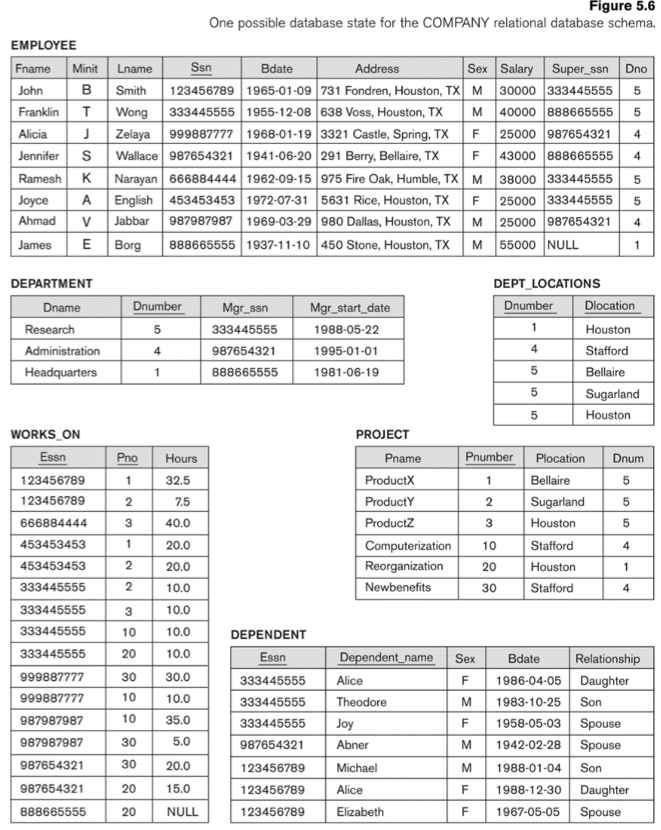 Figure 5.6
One possible database state for the COMPANY relational database schema.
EMPLOYEE
Fname Minit Lname Ssn Bdate Address Sex Salary Super_ssn Dno
John B Smith 123456789 1965-01-09 731 Fondren, Houston, TX M 30000 333445555 5
Franklin T Wong 333445555 1955-12-08 638 Voss, Houston, TX M 40000 888665555 5
Alicia J Zelaya 999887777 1968-01-19 3321 Castle, Spring, TX F 25000 987654321 4
Jennifer S Wallace 987654321 1941-06-20 291 Berry, Bellaire, TX F 43000 888665555 4
Ramesh K Narayan 666884444 1962-09-15 975 Fire Oak, Humble, TX M 38000 333445555 5
Joyce A English 453453453 1972-07-31 5631 Rice, Houston, TX F 25000 333445555 5
Ahmad V Jabbar 987987987 1969-03-29 980 Dallas, Houston, TX M 25000 987654321 4
James E Borg 888665555 1937-11-10 450 Stone, Houston, TX M 55000 NULL 1
DEPARTMENT
Dname Dnumber Mgr_ssn Mgr_start_date
Research 5 333445555 1988-05-22
Administration 4 987654321 1995-01-01
Headquarters 1 888665555 1981-06-19
DEPT_LOCATIONS
Dnumber Dlocation
1 Houston
4 Stafford
5 Bellaire
5 Sugarland
5 Houston
WORKS_ON
Essn Pno Hours
123456789 1 32.5
123456789 2 7.5
666884444 3 40.0
453453453 1 20.0
453453453 2 20.0
333445555 2 10.0
333445555 3 10.0
333445555 10 10.0
333445555 20 10.0
999887777 30 30.0
999887777 10 10.0
987987987 10 35.0
987987987 30 5.0
987654321 30 20.0
987654321 20 15.0
888665555 20 NULL
PROJECT
Pname Pnumber Plocation Dnum
ProductX 1 Bellaire 5
ProductY 2 Sugarland 5
ProductZ 3 Houston 5
Computerization 10 Stafford 4
Reorganization 20 Houston 1
Newbenefits 30 Stafford 4
DEPENDENT
Essn Dependent_name Sex Bdate Relationship
333445555 Alice F 1986-04-05 Daughter
333445555 Theodore M 1983-10-25 Son
333445555 Joy F 1958-05-03 Spouse
987654321 Abner M 1942-02-28 Spouse
123456789 Michael M 1988-01-04 Son
123456789 Alice F 1988-12-30 Daughter
123456789 Elizabeth F 1967-05-05 Spouse